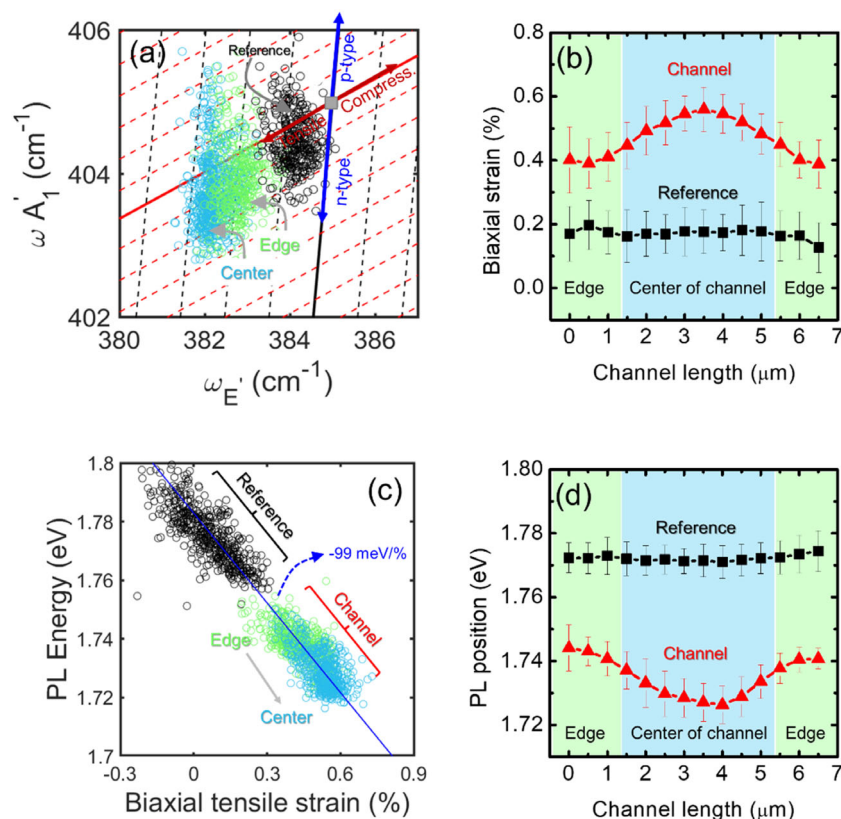 (a)
406
404
402
ω A'₁ (cm⁻¹)
Reference
p-type
Compress.
n-type
Edge
Center
380 382 384 386
ω_E' (cm⁻¹)
(b)
Biaxial strain (%)
0.8
0.6
0.4
0.2
0.0
Channel
Reference
Edge Center of channel Edge
0 1 2 3 4 5 6 7
Channel length (μm)
(c)
PL Energy (eV)
1.8
1.78
1.76
1.74
1.72
1.7
Reference
-99 meV/%
Channel
Edge
Center
-0.3 0 0.3 0.6 0.9
Biaxial tensile strain (%)
(d)
PL position (eV)
1.80
1.78
1.76
1.74
1.72
Reference
Channel
Edge Center of channel Edge
0 1 2 3 4 5 6 7
Channel length (μm)